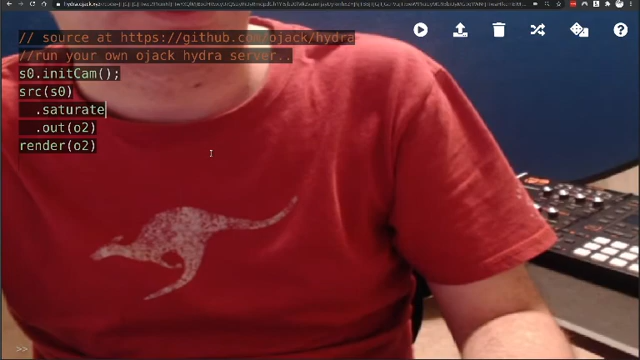 // source at https://github.com/ojack/hydra
//run your own ojack hydra server..
s0.initCam();
src(s0)
.saturate
.out(o2)
render(o2)
>>